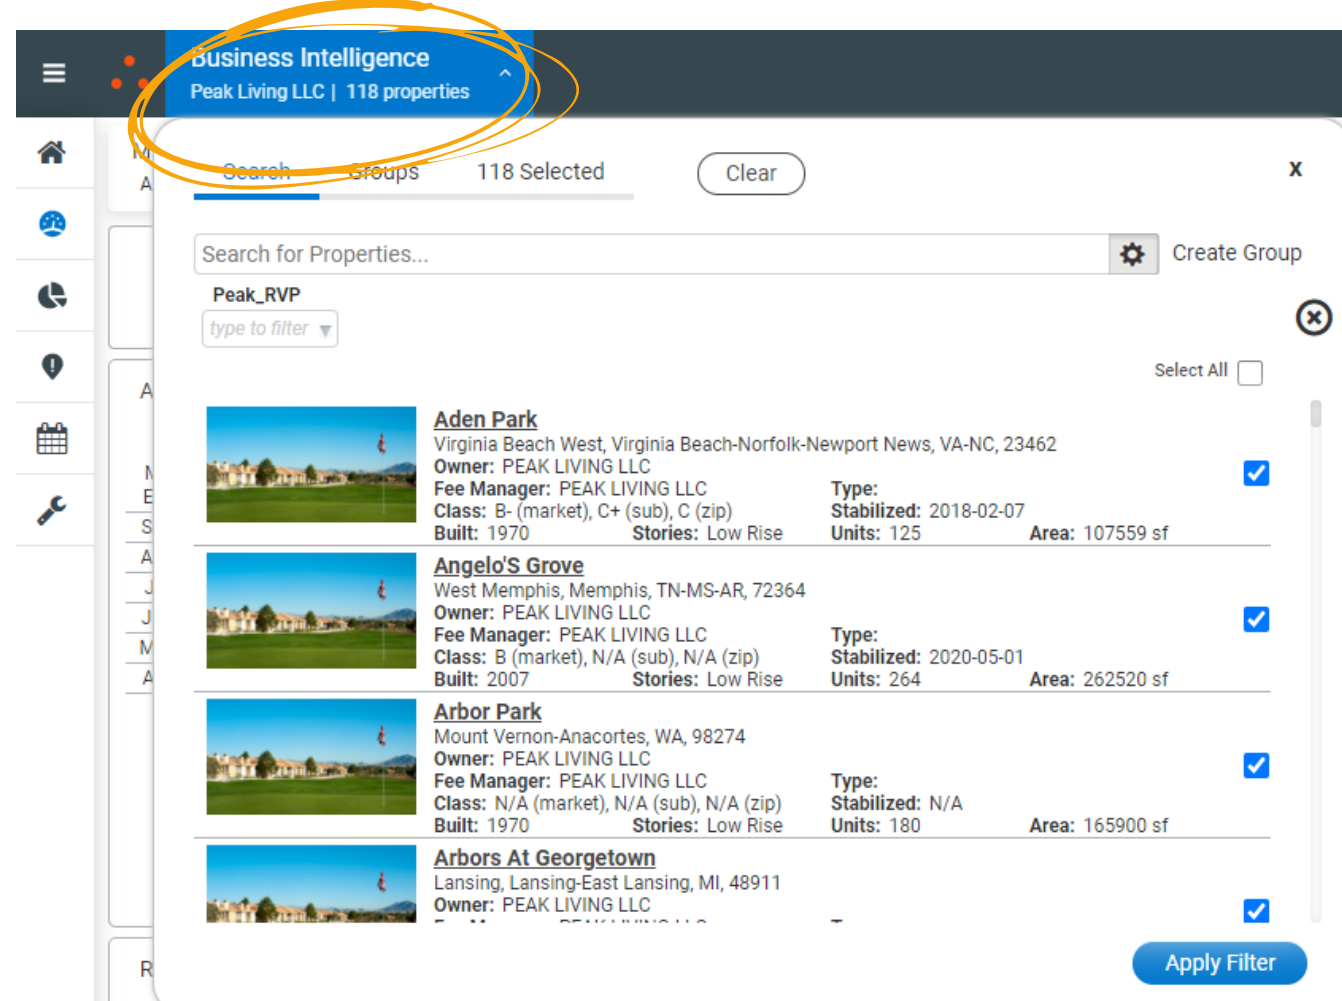 Business Intelligence
Peak Living LLC | 118 properties
Search Groups 118 Selected Clear x
Search for Properties... Create Group
Peak_RVP
type to filter
Select All
Aden Park
Virginia Beach West, Virginia Beach-Norfolk-Newport News, VA-NC, 23462
Owner: PEAK LIVING LLC
Fee Manager: PEAK LIVING LLC Type:
Class: B- (market), C+ (sub), C (zip) Stabilized: 2018-02-07
Built: 1970 Stories: Low Rise Units: 125 Area: 107559 sf
Angelo'S Grove
West Memphis, Memphis, TN-MS-AR, 72364
Owner: PEAK LIVING LLC
Fee Manager: PEAK LIVING LLC Type:
Class: B (market), N/A (sub), N/A (zip) Stabilized: 2020-05-01
Built: 2007 Stories: Low Rise Units: 264 Area: 262520 sf
Arbor Park
Mount Vernon-Anacortes, WA, 98274
Owner: PEAK LIVING LLC
Fee Manager: PEAK LIVING LLC Type:
Class: N/A (market), N/A (sub), N/A (zip) Stabilized: N/A
Built: 1970 Stories: Low Rise Units: 180 Area: 165900 sf
Arbors At Georgetown
Lansing, Lansing-East Lansing, MI, 48911
Owner: PEAK LIVING LLC
Apply Filter